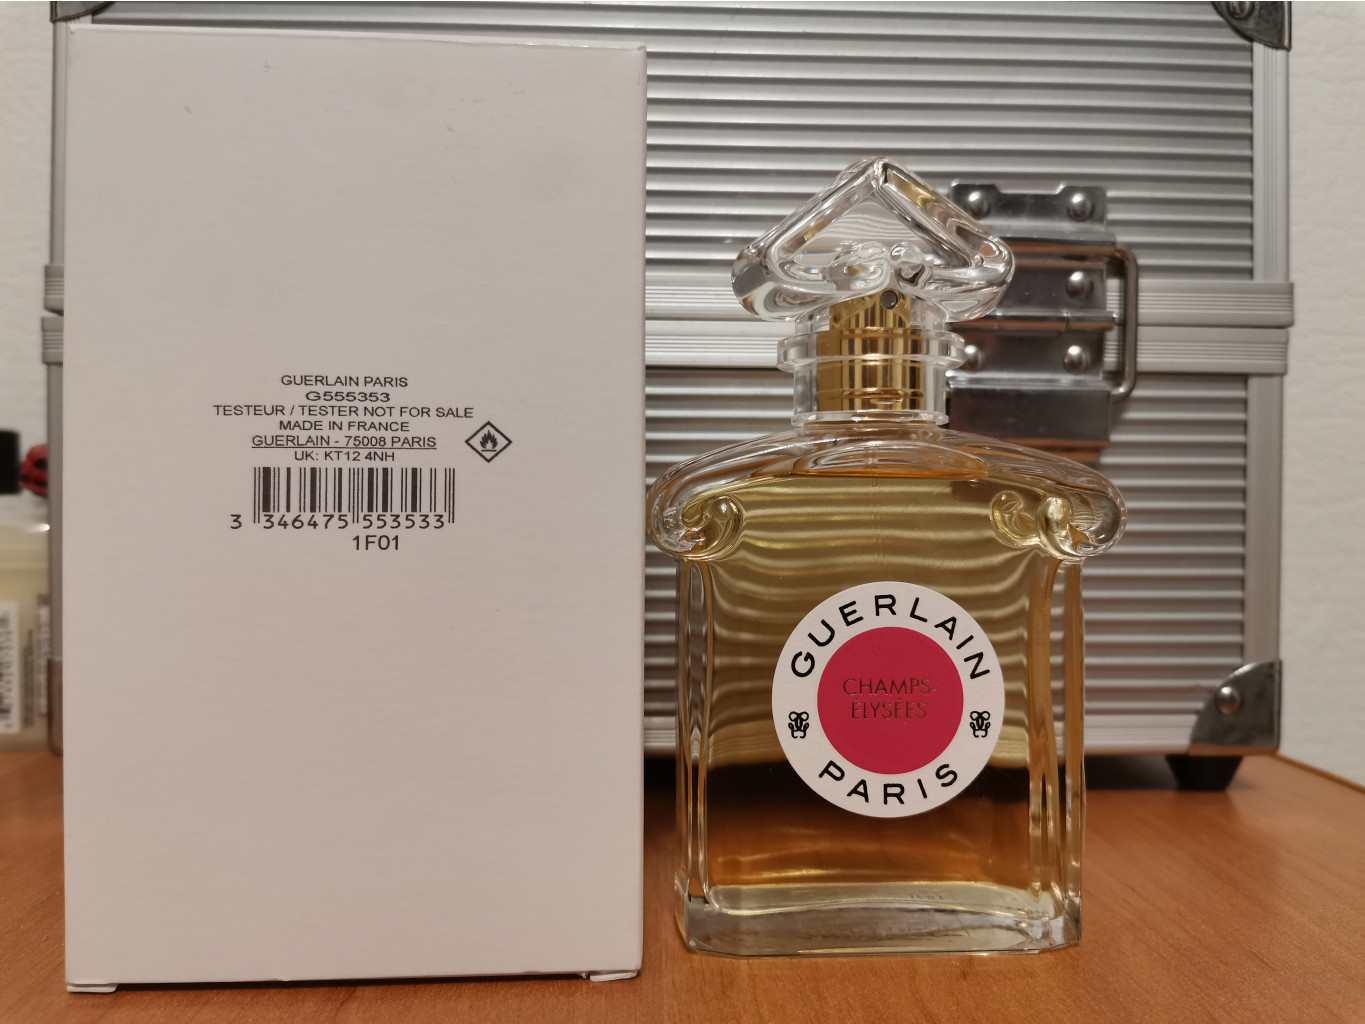 GUERLAIN PARIS
G555353
TESTEUR / TESTER NOT FOR SALE
MADE IN FRANCE
GUERLAIN - 75008 PARIS
UK: KT12 4NH
3 346475 553533
1F01
GUERLAIN
CHAMPS-
ÉLYSÉES
PARIS